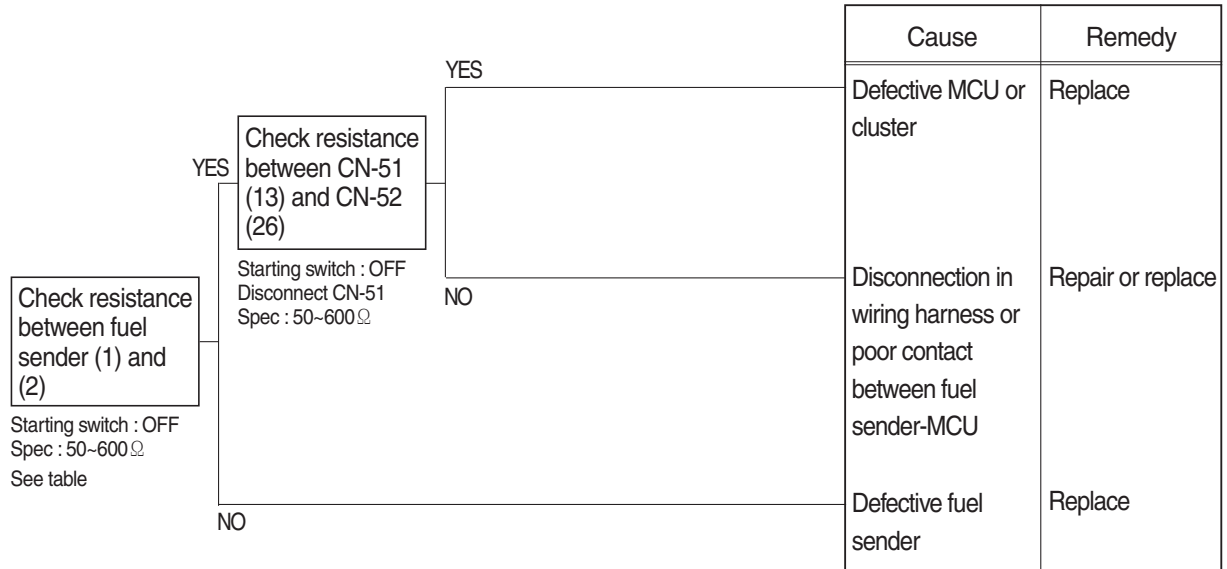 Cause
Remedy
YES
Defective MCU or
cluster
Replace
Check resistance
between CN-51
(13) and CN-52
(26)
YES
Starting switch : OFF
Disconnect CN-51
Spec : 50~600Ω
NO
Disconnection in
wiring harness or
poor contact
between fuel
sender-MCU
Repair or replace
Check resistance
between fuel
sender (1) and
(2)
Starting switch : OFF
Spec : 50~600Ω
See table
NO
Defective fuel
sender
Replace